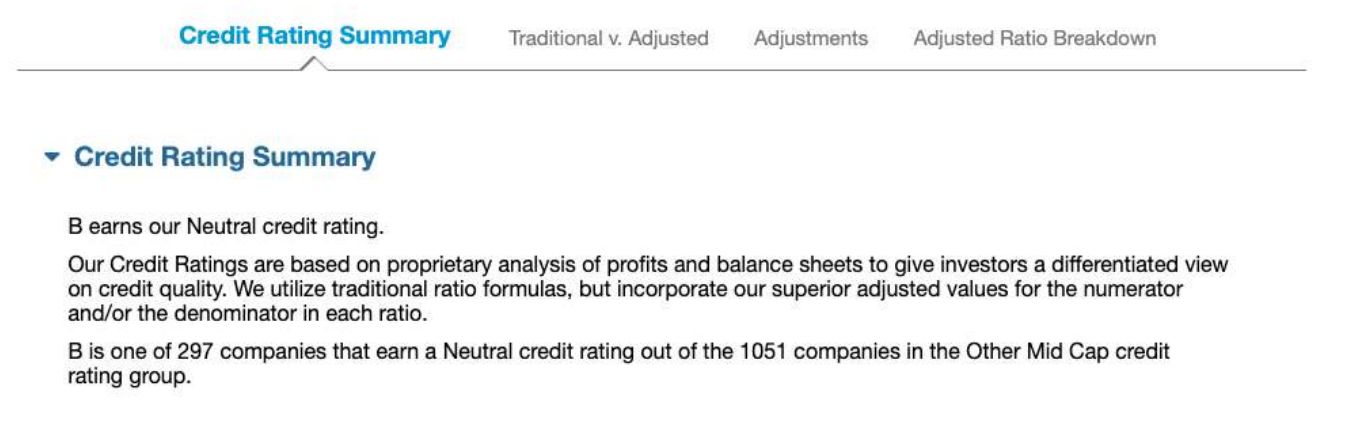 Credit Rating Summary Traditional v. Adjusted Adjustments Adjusted Ratio Breakdown
Credit Rating Summary
B earns our Neutral credit rating.
Our Credit Ratings are based on proprietary analysis of profits and balance sheets to give investors a differentiated view
on credit quality. We utilize traditional ratio formulas, but incorporate our superior adjusted values for the numerator
and/or the denominator in each ratio.
B is one of 297 companies that earn a Neutral credit rating out of the 1051 companies in the Other Mid Cap credit
rating group.